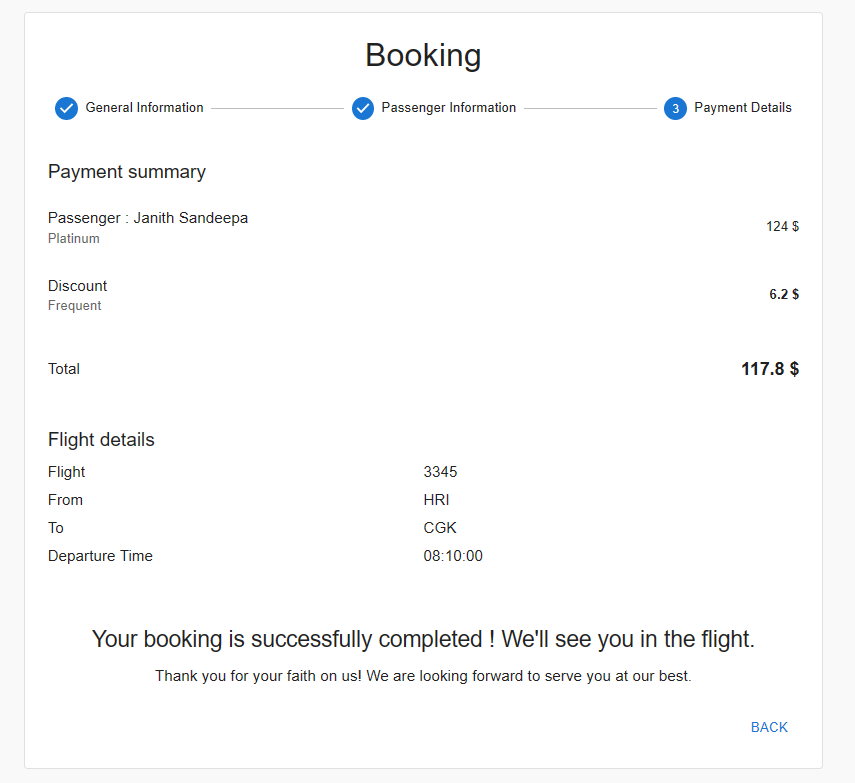 Booking
General Information
Passenger Information
3 Payment Details
Payment summary
Passenger : Janith Sandeepa
Platinum
124 $
Discount
Frequent
6.2 $
Total 117.8 $
Flight details
Flight 3345
From HRI
To CGK
Departure Time 08:10:00
Your booking is successfully completed ! We'll see you in the flight.
Thank you for your faith on us! We are looking forward to serve you at our best.
BACK